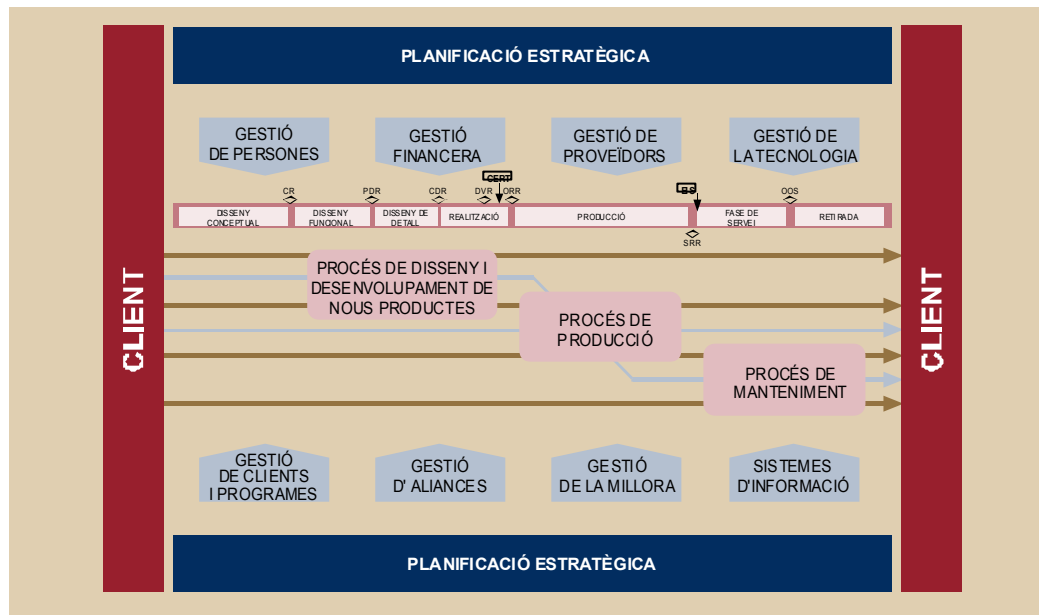 PLANIFICACIÓ ESTRATÈGICA
GESTIÓ
DE PERSONES
GESTIÓ
FINANCERA
GESTIÓ DE
PROVEÏDORS
GESTIÓ DE
LA TECNOLOGIA
CR
PDR
CDR
DVR
CERT
ORR
EIS
OOS
DISSENY
CONCEPTUAL
DISSENY
FUNCIONAL
DISSENY DE
DETALL
REALITZACIÓ
PRODUCCIÓ
FASE DE
SERVEI
RETIRADA
SRR
CLIENT
PROCÉS DE DISSENY I
DESENVOLUPAMENT DE
NOUS PRODUCTES
PROCÉS DE
PRODUCCIÓ
PROCÉS DE
MANTENIMENT
CLIENT
GESTIÓ
DE CLIENTS
I PROGRAMES
GESTIÓ
D' ALIANCES
GESTIÓ
DE LA MILLORA
SISTEMES
D'INFORMACIÓ
PLANIFICACIÓ ESTRATÈGICA